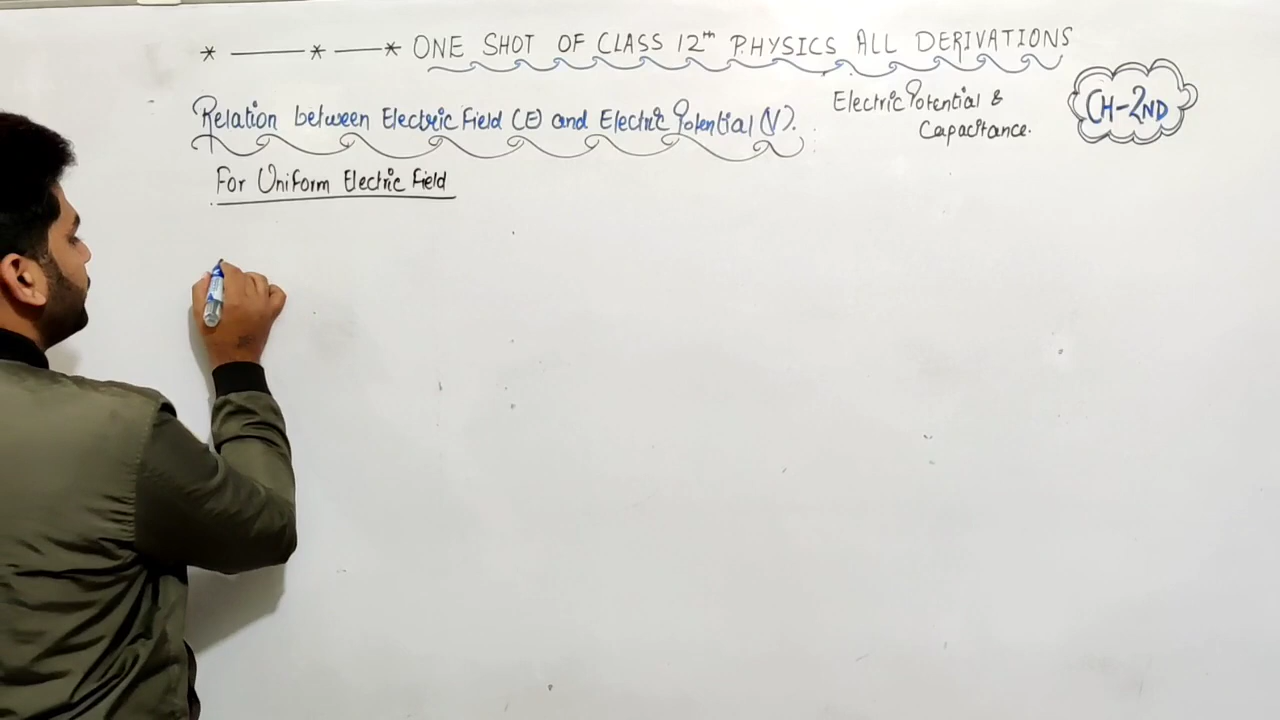 * —— * —— * ONE SHOT OF CLASS 12th PHYSICS ALL DERIVATIONS
Relation between Electric Field (E) and Electric Potential (V).
Electric Potential &
Capacitance.
CH-2ND
For Uniform Electric Field